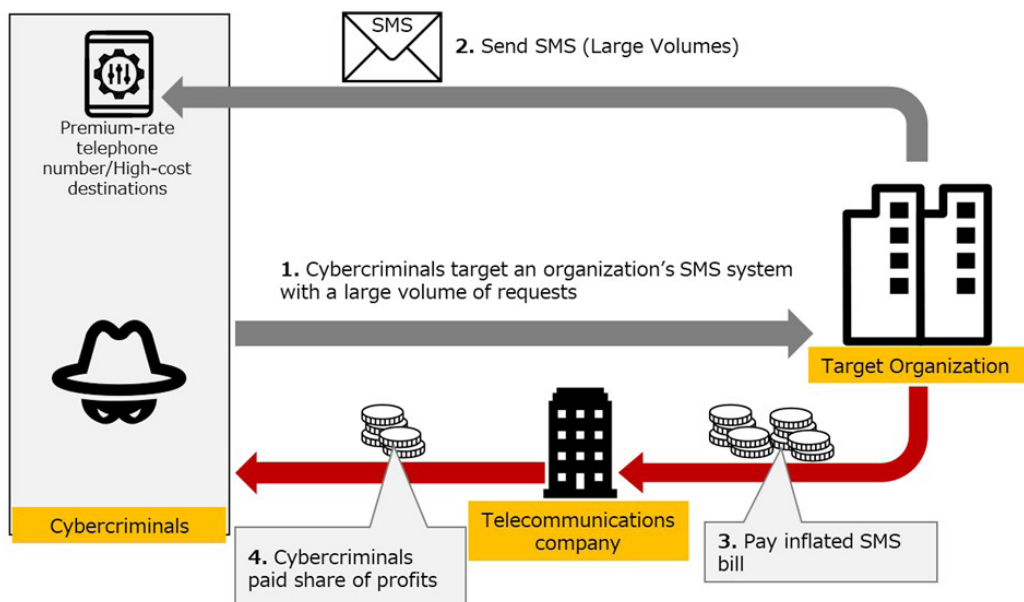 SMS
2. Send SMS (Large Volumes)
Premium-rate
telephone
number/High-cost
destinations
1. Cybercriminals target an organization's SMS system
with a large volume of requests
Target Organization
Cybercriminals
Telecommunications
company
3. Pay inflated SMS
bill
4. Cybercriminals
paid share of profits